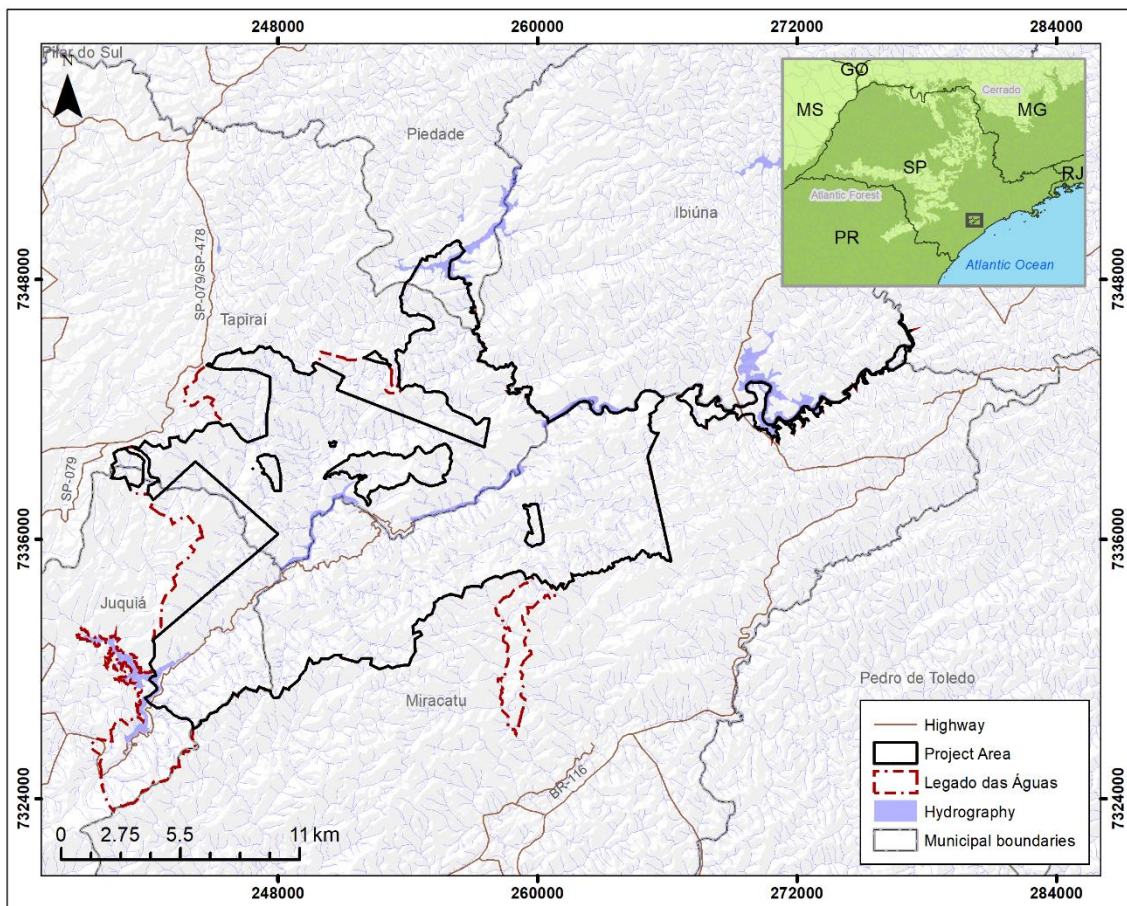 248000
260000
272000
284000
Pilar do Sul
N
Piedade
Ibiúna
SP-079/SP-478
Tapiraí
SP-079
Juquiá
Miracatu
Pedro de Toledo
BR-116
GO
Cerrado
MS
MG
SP
RJ
Atlantic Forest
PR
Atlantic Ocean
7348000
7348000
7336000
7336000
7324000
7324000
0
2.75
5.5
11 km
Highway
Project Area
Legado das Águas
Hydrography
Municipal boundaries
248000
260000
272000
284000